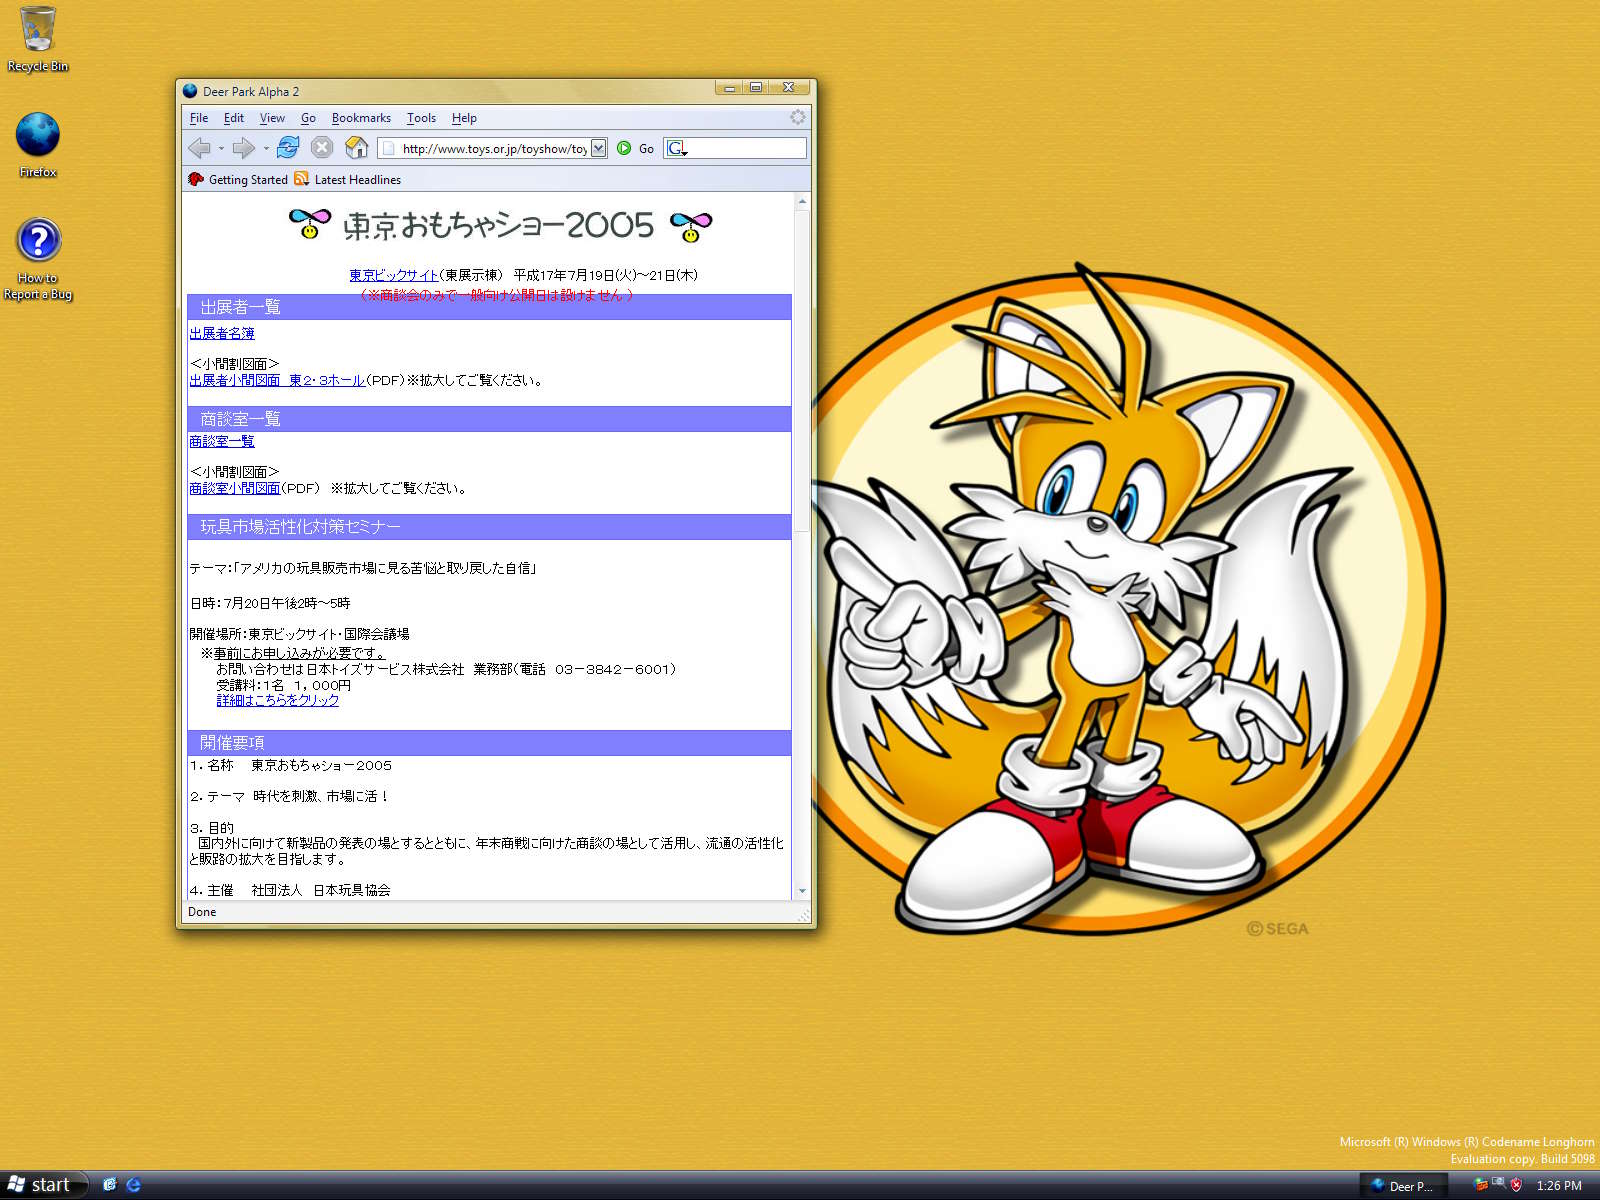 Recycle Bin
Firefox
How to
Report a Bug
Deer Park Alpha 2
File Edit View Go Bookmarks Tools Help
http://www.toys.or.jp/toyshow/toy Go G
Getting Started Latest Headlines
東京おもちゃショー2005
東京ビックサイト(東展示棟) 平成17年7月19日(火)～21日(木)
(※商談会のみで一般向け公開日は設けません )
出展者一覧
出展者名簿
＜小間割図面＞
出展者小間図面 東２・３ホール(PDF)※拡大してご覧ください。
商談室一覧
商談室一覧
＜小間割図面＞
商談室小間図面(PDF) ※拡大してご覧ください。
玩具市場活性化対策セミナー
テーマ:「アメリカの玩具販売市場に見る苦悩と取り戻した自信」
日時：7月20日午後2時～5時
開催場所:東京ビックサイト・国際会議場
※事前にお申し込みが必要です。
お問い合わせは日本トイズサービス株式会社 業務部(電話 ０３－３８４２－６００１)
受講料:1名 １，０００円
詳細はこちらをクリック
開催要項
１．名称 東京おもちゃショー２００５
２．テーマ 時代を刺激、市場に活！
３．目的
国内外に向けて新製品の発表の場とするとともに、年末商戦に向けた商談の場として活用し、流通の活性化
と販路の拡大を目指します。
４．主催 社団法人 日本玩具協会
Done
©SEGA
Microsoft (R) Windows (R) Codename Longhorn
Evaluation copy. Build 5098
start Deer P... 1:26 PM